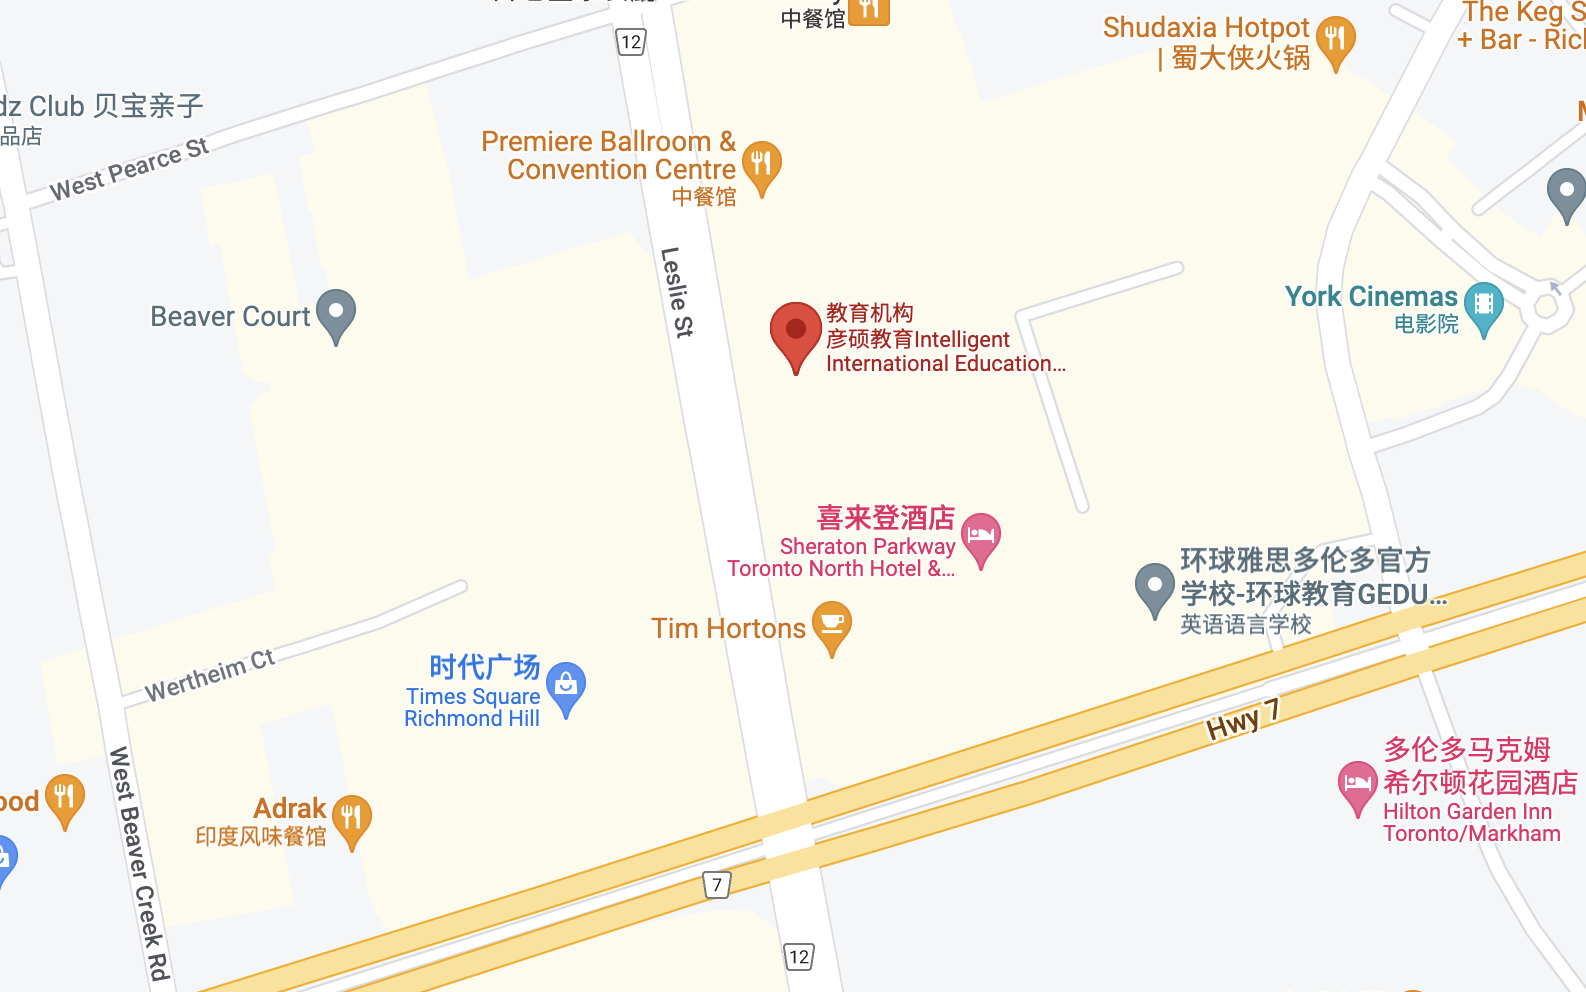 12
中餐馆
Shudaxia Hotpot
| 蜀大侠火锅
The Keg S
+ Bar - Rich
dz Club 贝宝亲子
品店
West Pearce St
Premiere Ballroom &
Convention Centre
中餐馆
Leslie St
Beaver Court
教育机构
彦硕教育Intelligent
International Education...
York Cinemas
电影院
喜来登酒店
Sheraton Parkway
Toronto North Hotel &...
环球雅思多伦多官方
学校-环球教育GEDU...
英语语言学校
Tim Hortons
时代广场
Times Square
Richmond Hill
Wertheim Ct
Hwy 7
多伦多马克姆
希尔顿花园酒店
Hilton Garden Inn
Toronto/Markham
West Beaver Creek Rd
ood
Adrak
印度风味餐馆
7
12